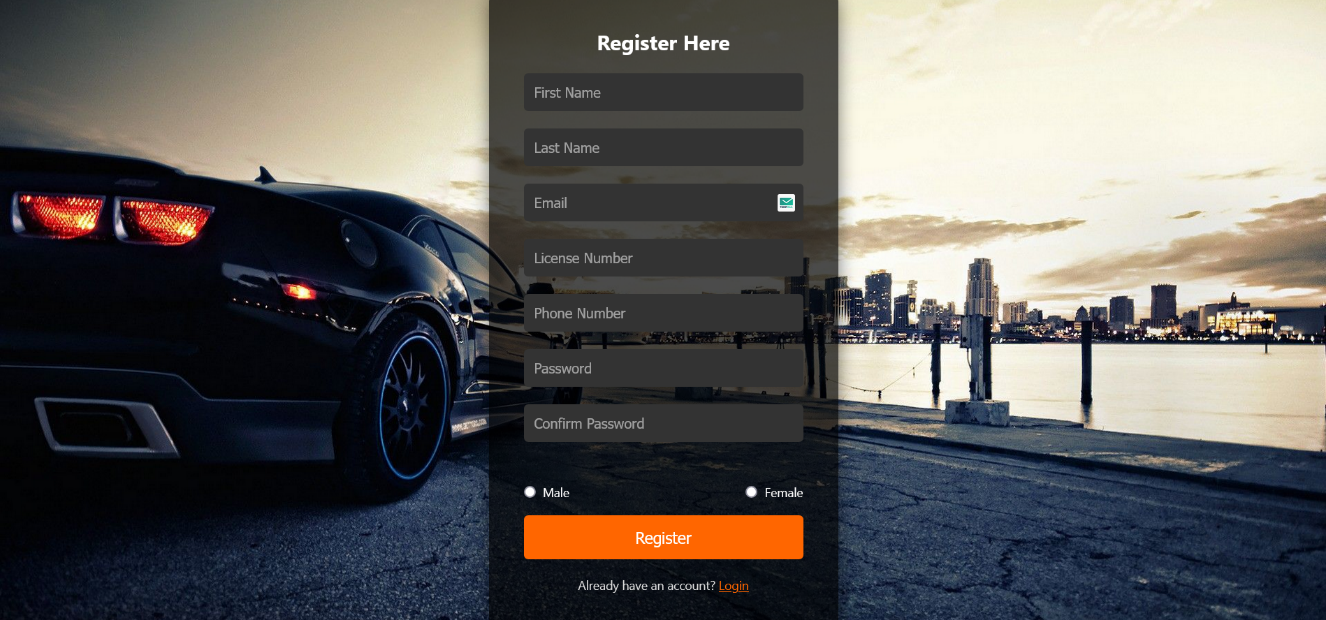 Register Here
First Name
Last Name
Email
License Number
Phone Number
Password
Confirm Password
Male Female
Register
Already have an account? Login